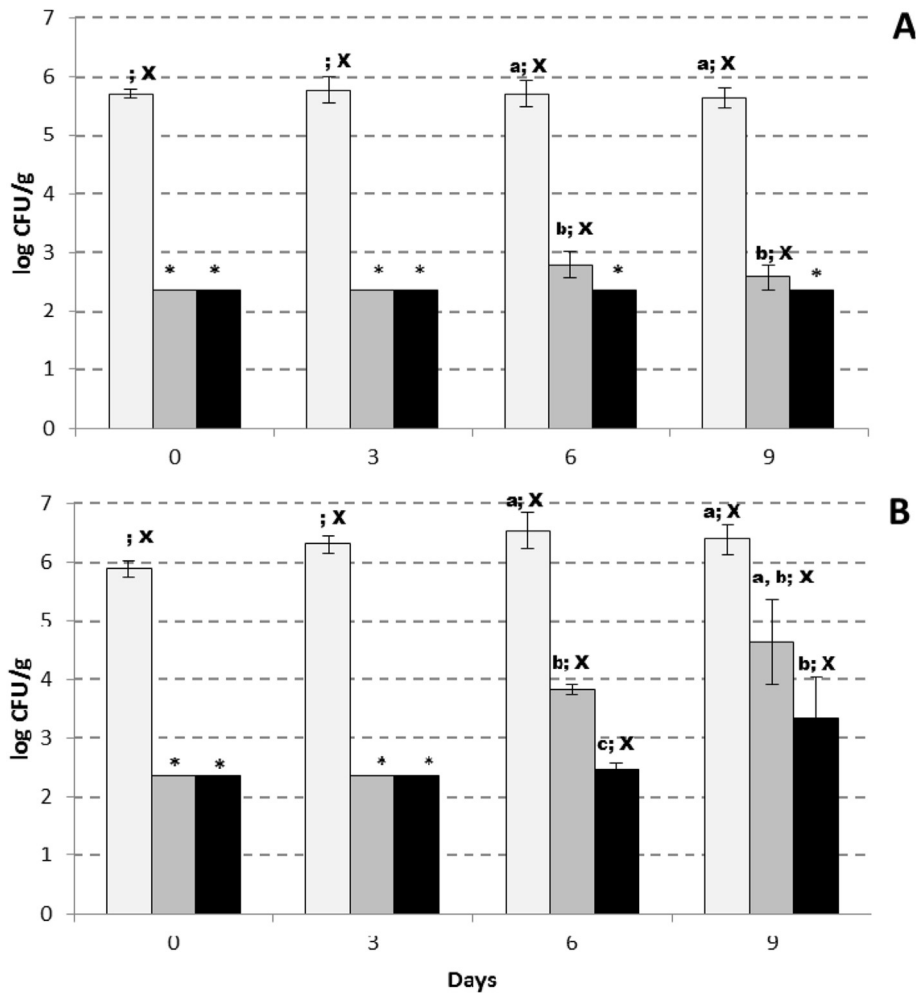 A
7
; X
; X
a; X
a; X
6
5
4
3
b; X
b; X
* * * * * *
2
1
0
log CFU/g
0 3 6 9
B
7
a; X
a; X
; X
; X
6
a, b; X
5
4
b; X
b; X
3
c; X
* * * *
2
1
0
log CFU/g
0 3 6 9
Days